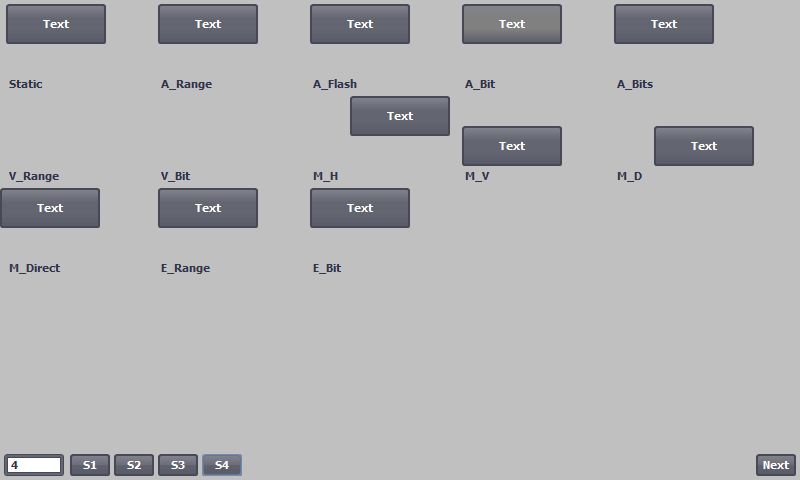 Text Text Text Text Text
Static A_Range A_Flash A_Bit A_Bits
Text
Text Text
V_Range V_Bit M_H M_V M_D
Text Text Text
M_Direct E_Range E_Bit
4 S1 S2 S3 S4 Next